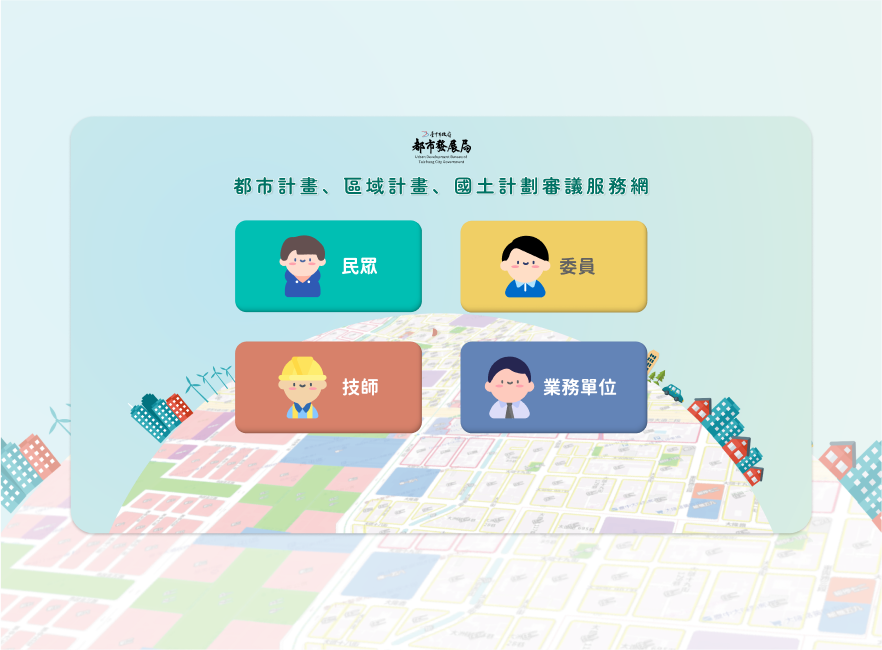 臺中市政府
都市發展局
Urban Development Bureau of
Taichung City Government
都市計畫、區域計畫、國土計劃審議服務網
民眾
委員
技師
業務單位